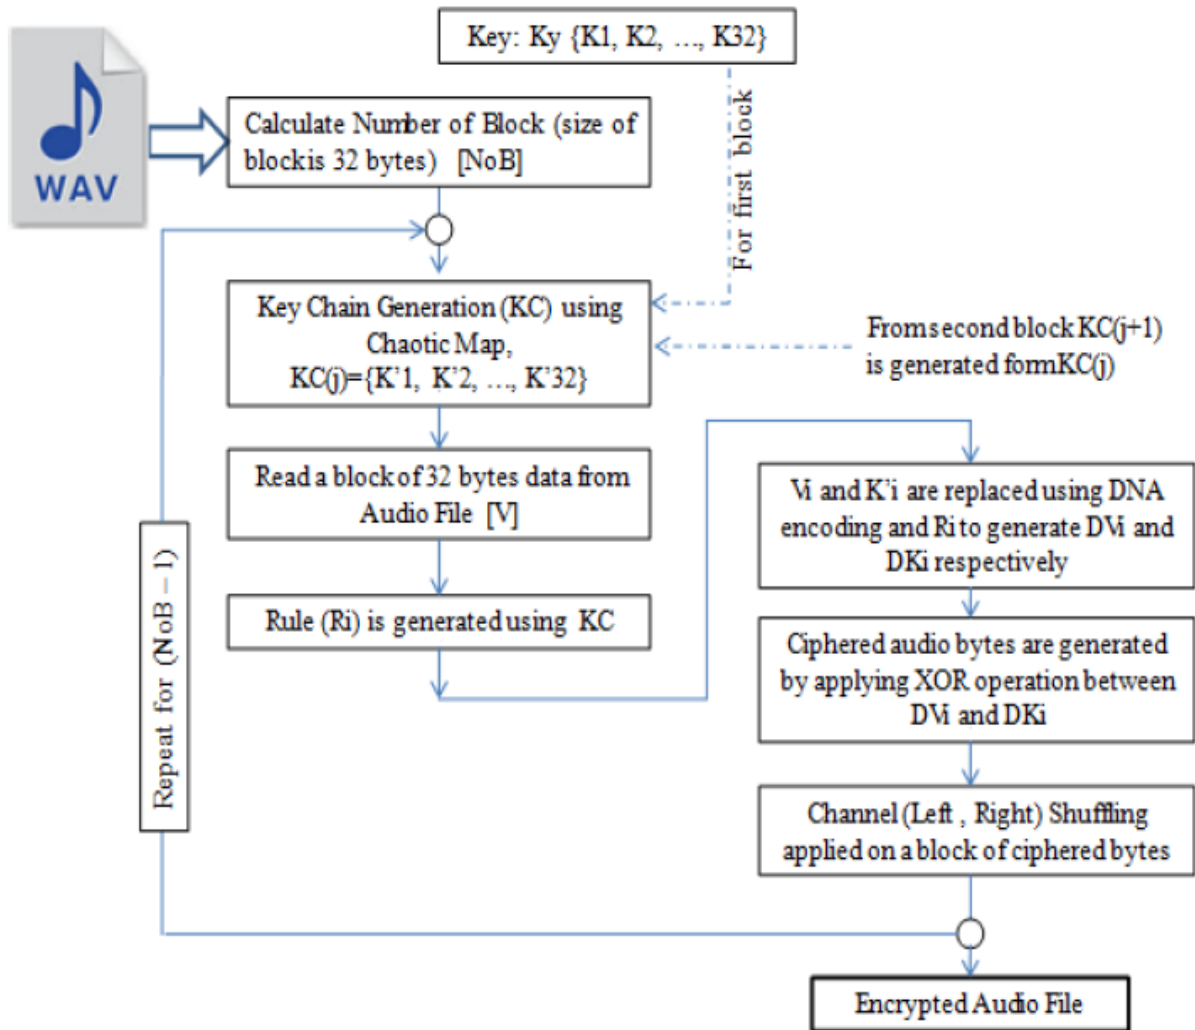 Key: Ky {K1, K2, ..., K32}
WAV
Calculate Number of Block (size of
block is 32 bytes) [NoB]
For first block
Key Chain Generation (KC) using
Chaotic Map,
KC(j)={K'1, K'2, ..., K'32}
From second block KC(j+1)
is generated form KC(j)
Read a block of 32 bytes data from
Audio File [V]
Rule (Ri) is generated using KC
Vi and K'i are replaced using DNA
encoding and Ri to generate DVi and
DKi respectively
Ciphered audio bytes are generated
by applying XOR operation between
DVi and DKi
Channel (Left , Right) Shuffling
applied on a block of ciphered bytes
Repeat for (NoB – 1)
Encrypted Audio File